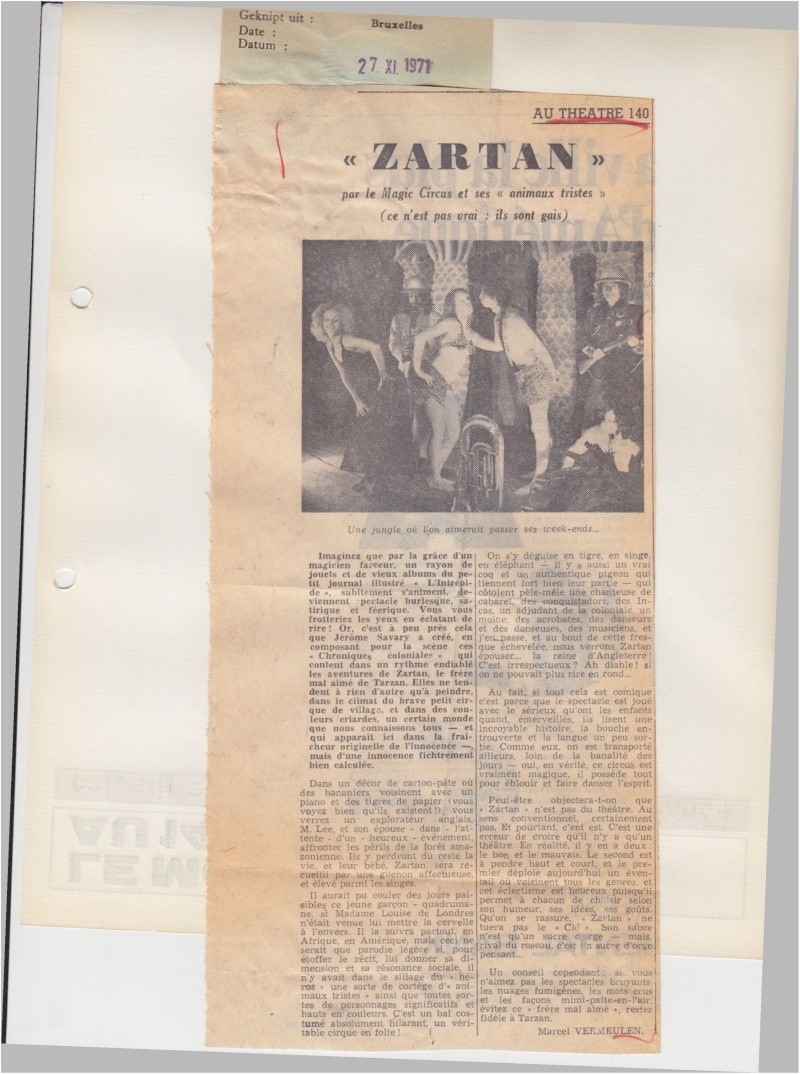 Geknipt uit :
Bruxelles
Date :
Datum :
27. XI. 1971
AU THEATRE 140
« ZARTAN »
par le Magic Circus et ses « animaux tristes »
(ce n'est pas vrai : ils sont gais)
Une jungle où l'on aimerait passer ses week-ends...
Imaginez que par la grâce d'un
magicien farceur, un rayon de
jouets et de vieux albums du pe-
tit journal illustré « L'Intrépi-
de », subitement s'animent, de-
viennent spectacle burlesque, sa-
tirique et féerique. Vous vous
frotteriez les yeux en éclatant de
rire ! Or, c'est à peu près cela
que Jérôme Savary a créé, en
composant pour la scène ces
« Chroniques coloniales » qui
content dans un rythme endiablé
les aventures de Zartan, le frère
mal aimé de Tarzan. Elles ne ten-
dent à rien d'autre qu'à peindre,
dans le climat du brave petit cir-
que de village, et dans des cou-
leurs criardes, un certain monde
que nous connaissons tous — et
qui apparaît ici dans la fraî-
cheur originelle de l'innocence —,
mais d'une innocence fichtrement
bien calculée.
Dans un décor de carton-pâte où
des bananiers voisinent avec un
piano et des tigres de papier (vous
voyez bien qu'ils existent !), vous
verrez un explorateur anglais,
M. Lee, et son épouse - dans - l'at-
tente - d'un - heureux - événement,
affronter les périls de la forêt ama-
zonienne. Ils y perdront du reste la
vie, et leur bébé, Zartan, sera re-
cueilli par une guenon affectueuse,
et élevé parmi les singes.
Il aurait pu couler des jours pai-
sibles ce jeune garçon - quadruma-
ne, si Madame Louise de Londres
n'était venue lui mettre la cervelle
à l'envers. Il la suivra partout, en
Afrique, en Amérique, mais ceci ne
serait que parodie légère si, pour
étoffer le récit, lui donner sa di-
mension et sa résonance sociale, il
n'y avait dans le sillage du « hé-
ros » une sorte de cortège d'« ani-
maux tristes » ainsi que toutes sor-
tes de personnages significatifs et
hauts en couleurs. C'est un bal cos-
tumé absolument hilarant, un véri-
table cirque en folie !
On s'y déguise en tigre, en singe,
en éléphant — il y a aussi un vrai
coq et un authentique pigeon qui
tiennent fort bien leur partie — qui
côtoient pêle-mêle une chanteuse de
cabaret, des conquistadors, des In-
cas, un adjudant de la coloniale, un
moine, des acrobates, des danseurs
et des danseuses, des musiciens, et
j'en passe, et au bout de cette fres-
que échevelée, nous verrons Zartan
épouser... la reine d'Angleterre !
C'est irrespectueux ? Ah diable ! si
on ne pouvait plus rire en rond...
Au fait, si tout cela est comique
c'est parce que le spectacle est joué
avec le sérieux qu'ont les enfants
quand, émerveillés, ils lisent une
incroyable histoire, la bouche en-
trouverte et la langue un peu sor-
tie. Comme eux, on est transporté
ailleurs, loin de la banalité des
jours — oui, en vérité, ce circus est
vraiment magique, il possède tout
pour éblouir et faire danser l'esprit.
Peut-être objectera-t-on que
« Zartan » n'est pas du théâtre. Au
sens conventionnel, certainement
pas. Et pourtant, c'en est. C'est une
erreur de croire qu'il n'y a qu'un
théâtre. En réalité, il y en a deux :
le bon, et le mauvais. Le second est
à pendre haut et court, et le pre-
mier déploie aujourd'hui un éven-
tail où voisinent tous les genres, et
cet éclectisme est heureux puisqu'il
permet à chacun de choisir selon
son humeur, ses idées, ses goûts.
Qu'on se rassure, « Zartan » ne
tuera pas le « Cid ». Son sabre
n'est qu'un sucre d'orge — mais,
rival du roseau, c'est un sucre d'orge
pensant...
Un conseil cependant : si vous
n'aimez pas les spectacles bruyants
les nuages fumigènes, les mots crus
et les façons mimi-patte-en-l'air,
évitez ce « frère mal aimé », restez
fidèle à Tarzan.
Marcel VERMEULEN.